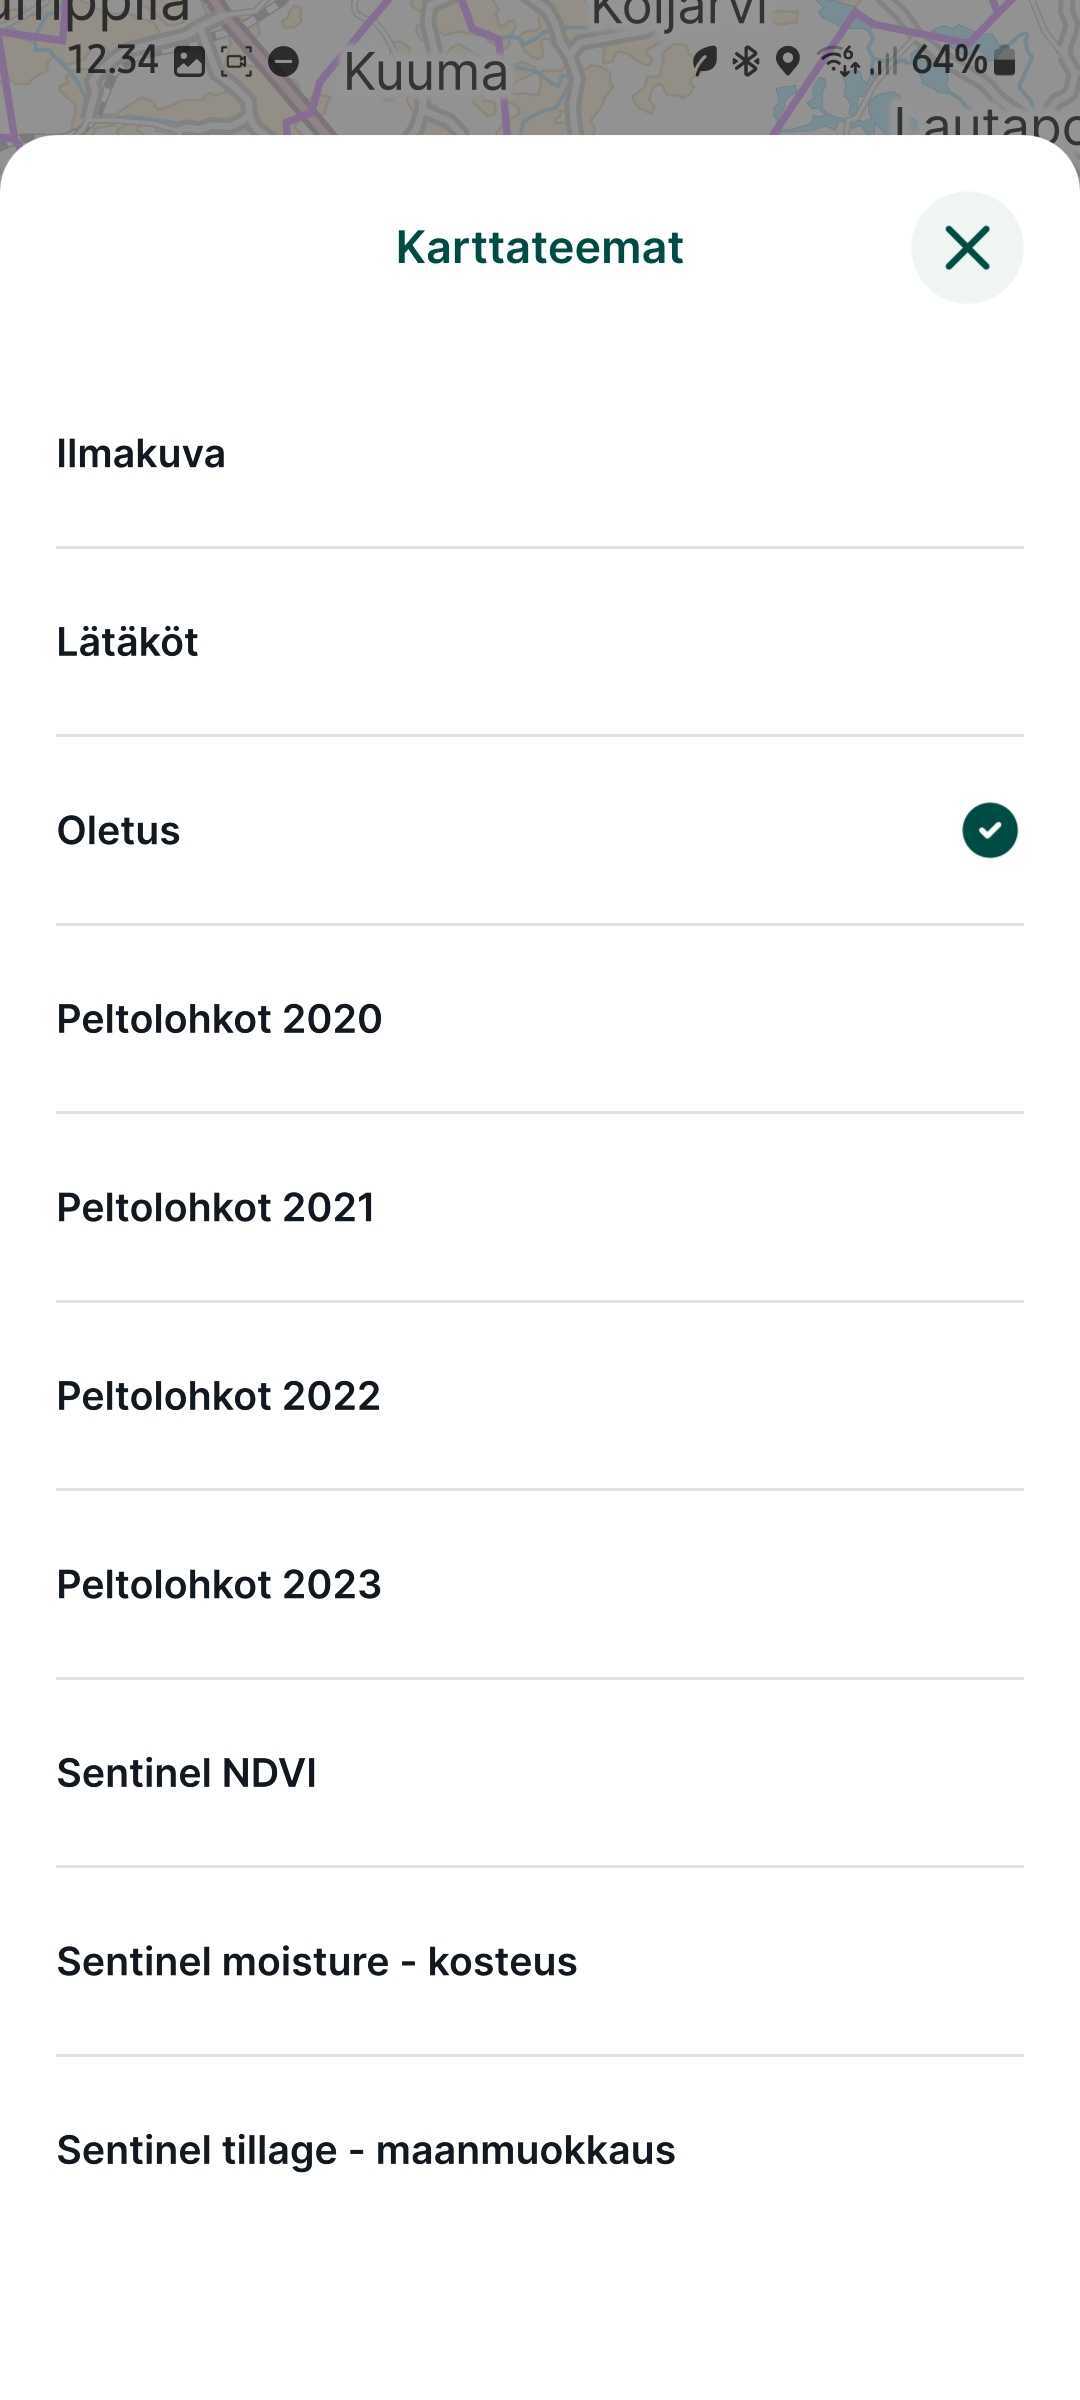 Koijärvi
12.34
Kuuma
64%
Karttateemat
Ilmakuva
Lätäköt
Oletus
Peltolohkot 2020
Peltolohkot 2021
Peltolohkot 2022
Peltolohkot 2023
Sentinel NDVI
Sentinel moisture - kosteus
Sentinel tillage - maanmuokkaus